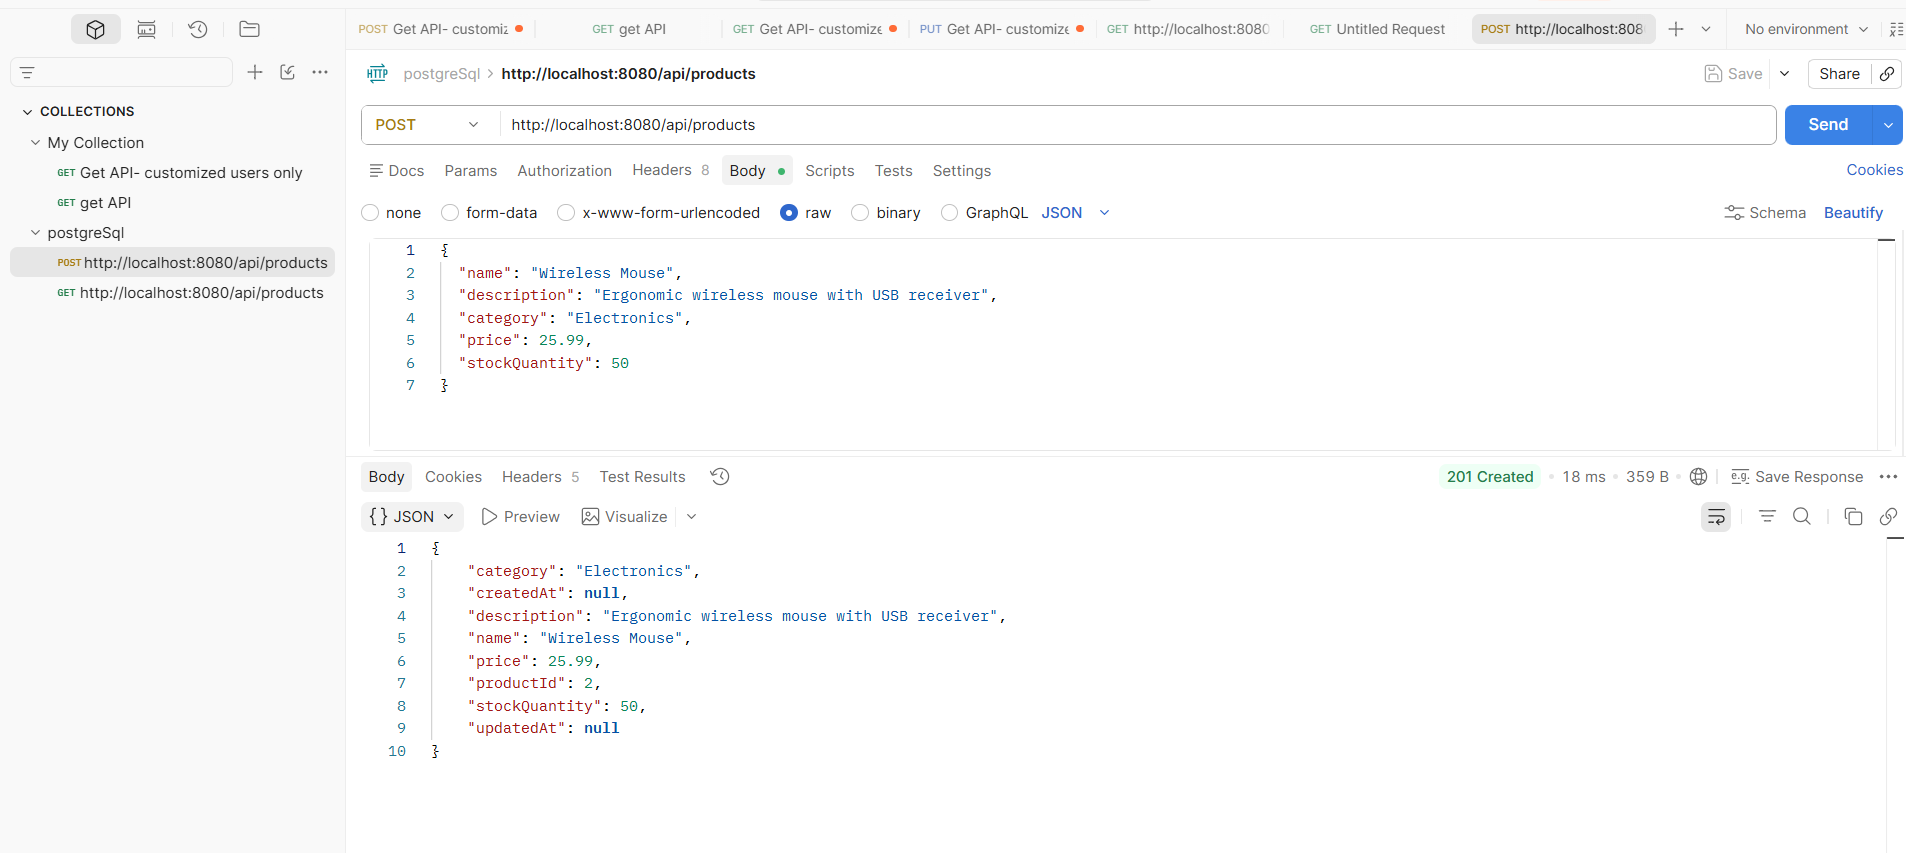 POST Get API- customiz
GET get API
GET Get API- customize
PUT Get API- customize
GET http://localhost:8080
GET Untitled Request
POST http://localhost:808
No environment
COLLECTIONS
My Collection
GET Get API- customized users only
GET get API
postgreSql
POST http://localhost:8080/api/products
GET http://localhost:8080/api/products
HTTP postgreSql > http://localhost:8080/api/products
Save
Share
POST http://localhost:8080/api/products
Send
Docs Params Authorization Headers 8 Body Scripts Tests Settings
Cookies
none form-data x-www-form-urlencoded raw binary GraphQL JSON
Schema Beautify
1 {
2 "name": "Wireless Mouse",
3 "description": "Ergonomic wireless mouse with USB receiver",
4 "category": "Electronics",
5 "price": 25.99,
6 "stockQuantity": 50
7 }
Body Cookies Headers 5 Test Results
201 Created • 18 ms • 359 B • e.g. Save Response
{} JSON Preview Visualize
1 {
2 "category": "Electronics",
3 "createdAt": null,
4 "description": "Ergonomic wireless mouse with USB receiver",
5 "name": "Wireless Mouse",
6 "price": 25.99,
7 "productId": 2,
8 "stockQuantity": 50,
9 "updatedAt": null
10 }